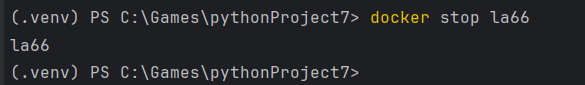 (.venv) PS C:\Games\pythonProject7> docker stop la66
la66
(.venv) PS C:\Games\pythonProject7>